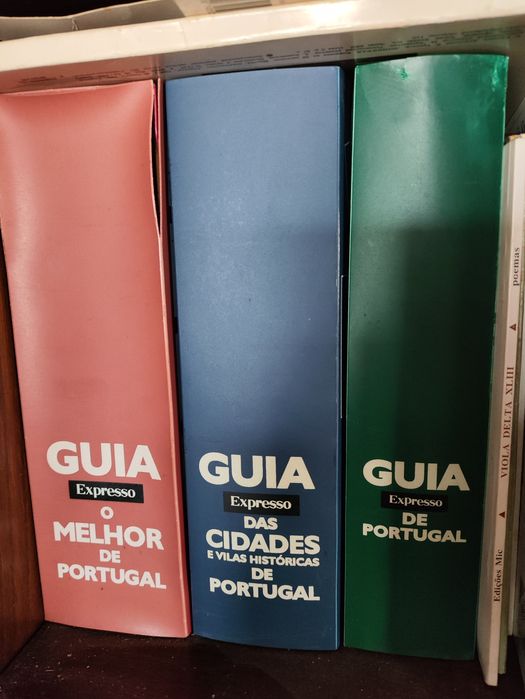 GUIA
Expresso
O
MELHOR
DE
PORTUGAL
GUIA
Expresso
DAS
CIDADES
E VILAS HISTÓRICAS
DE
PORTUGAL
GUIA
Expresso
DE
PORTUGAL
Edições Mic ▲ VIOLA DELTA XLIII ▲ poemas